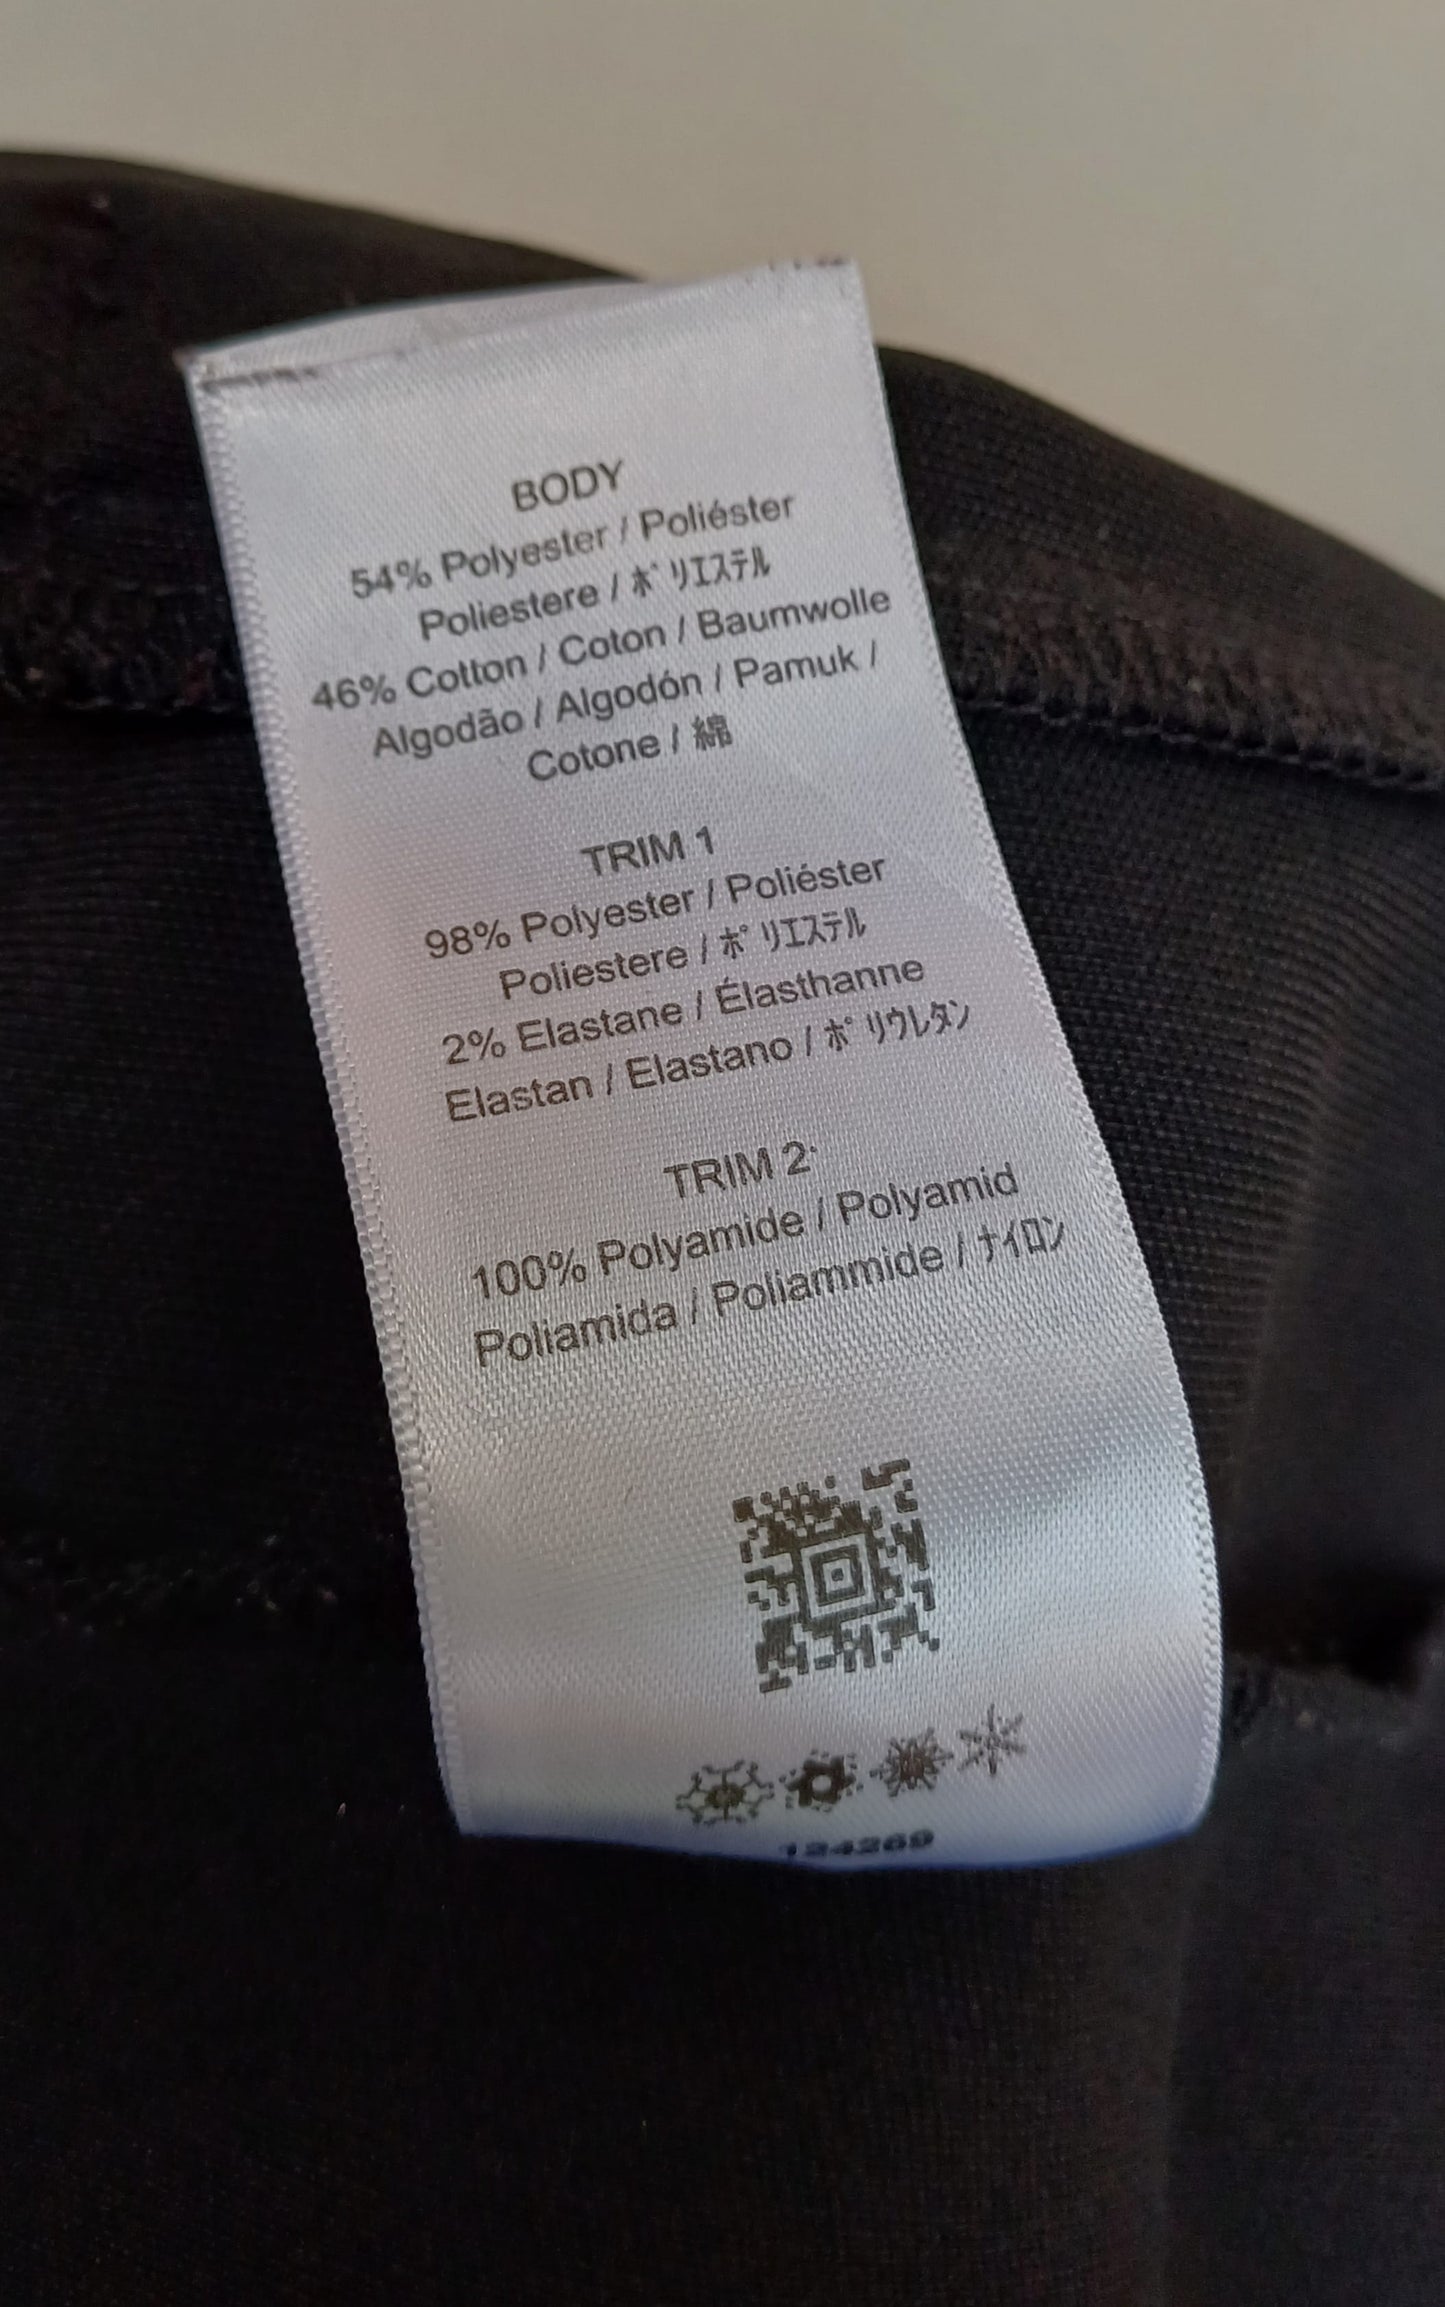 BODY
54% Polyester / Poliéster
Poliestere / ﾎﾟﾘｴｽﾃﾙ
46% Cotton / Coton / Baumwolle
Algodão / Algodón / Pamuk /
Cotone / 綿
TRIM 1
98% Polyester / Poliéster
Poliestere / ﾎﾟﾘｴｽﾃﾙ
2% Elastane / Élasthanne
Elastan / Elastano / ﾎﾟﾘｳﾚﾀﾝ
TRIM 2
100% Polyamide / Polyamid
Poliamida / Poliammide / ﾅｲﾛﾝ
124269